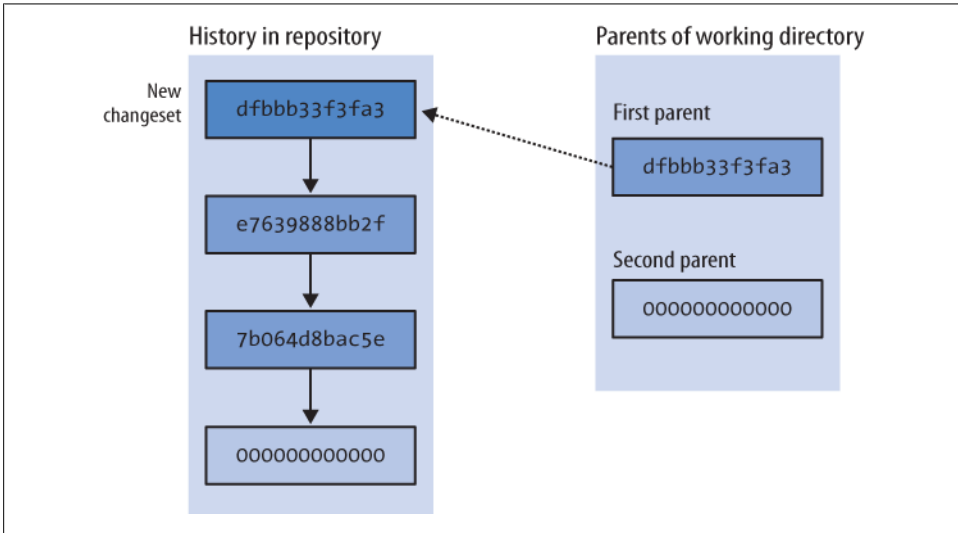 History in repository
Parents of working directory
New
changeset
dfbbb33f3fa3
First parent
dfbbb33f3fa3
e7639888bb2f
Second parent
000000000000
7b064d8bac5e
000000000000